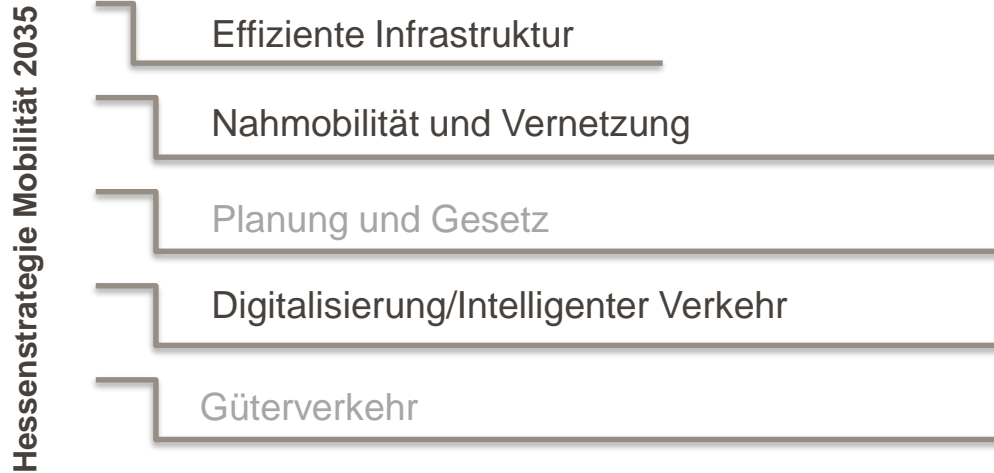 Hessenstrategie Mobilität 2035
Effiziente Infrastruktur
Nahmobilität und Vernetzung
Planung und Gesetz
Digitalisierung/Intelligenter Verkehr
Güterverkehr